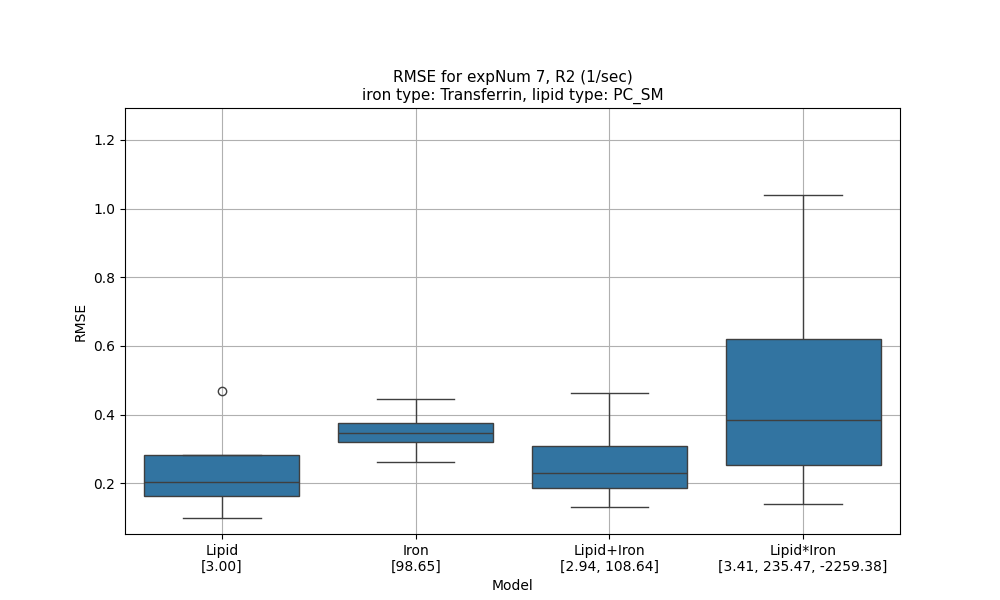 RMSE for expNum 7, R2 (1/sec)
iron type: Transferrin, lipid type: PC_SM
1.2
1.0
0.8
0.6
0.4
0.2
RMSE
Lipid
[3.00]
Iron
[98.65]
Lipid+Iron
[2.94, 108.64]
Lipid*Iron
[3.41, 235.47, -2259.38]
Model